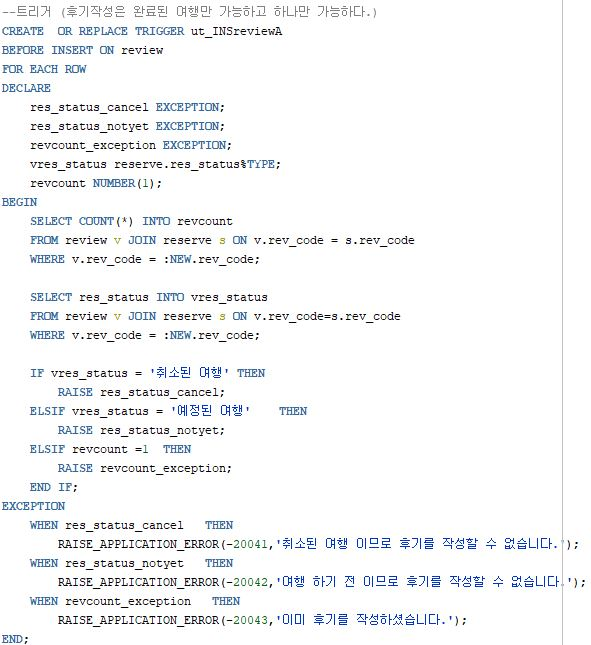 --트리거 (후기작성은 완료된 여행만 가능하고 하나만 가능하다.)
CREATE  OR REPLACE TRIGGER ut_INSreviewA
BEFORE INSERT ON review
FOR EACH ROW
DECLARE
    res_status_cancel EXCEPTION;
    res_status_notyet EXCEPTION;
    revcount_exception EXCEPTION;
    vres_status reserve.res_status%TYPE;
    revcount NUMBER(1);
BEGIN
    SELECT COUNT(*) INTO revcount
    FROM review v JOIN reserve s ON v.rev_code = s.rev_code
    WHERE v.rev_code = :NEW.rev_code;

    SELECT res_status INTO vres_status
    FROM review v JOIN reserve s ON v.rev_code=s.rev_code
    WHERE v.rev_code = :NEW.rev_code;

    IF vres_status = '취소된 여행' THEN
        RAISE res_status_cancel;
    ELSIF vres_status = '예정된 여행'    THEN
        RAISE res_status_notyet;
    ELSIF revcount =1  THEN
        RAISE revcount_exception;
    END IF;
EXCEPTION
    WHEN res_status_cancel   THEN
        RAISE_APPLICATION_ERROR(-20041,'취소된 여행 이므로 후기를 작성할 수 없습니다.');
    WHEN res_status_notyet   THEN
        RAISE_APPLICATION_ERROR(-20042,'여행 하기 전 이므로 후기를 작성할 수 없습니다.');
    WHEN revcount_exception   THEN
        RAISE_APPLICATION_ERROR(-20043,'이미 후기를 작성하셨습니다.');
END;